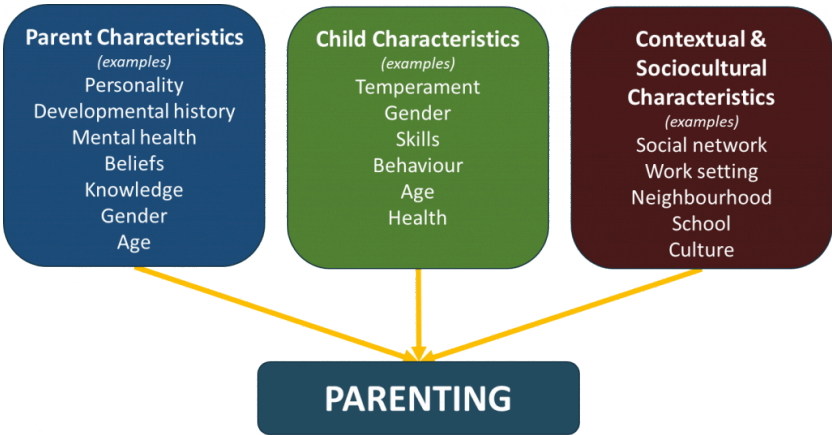 Parent Characteristics
(examples)
Personality
Developmental history
Mental health
Beliefs
Knowledge
Gender
Age
Child Characteristics
(examples)
Temperament
Gender
Skills
Behaviour
Age
Health
Contextual &
Sociocultural
Characteristics
(examples)
Social network
Work setting
Neighbourhood
School
Culture
PARENTING